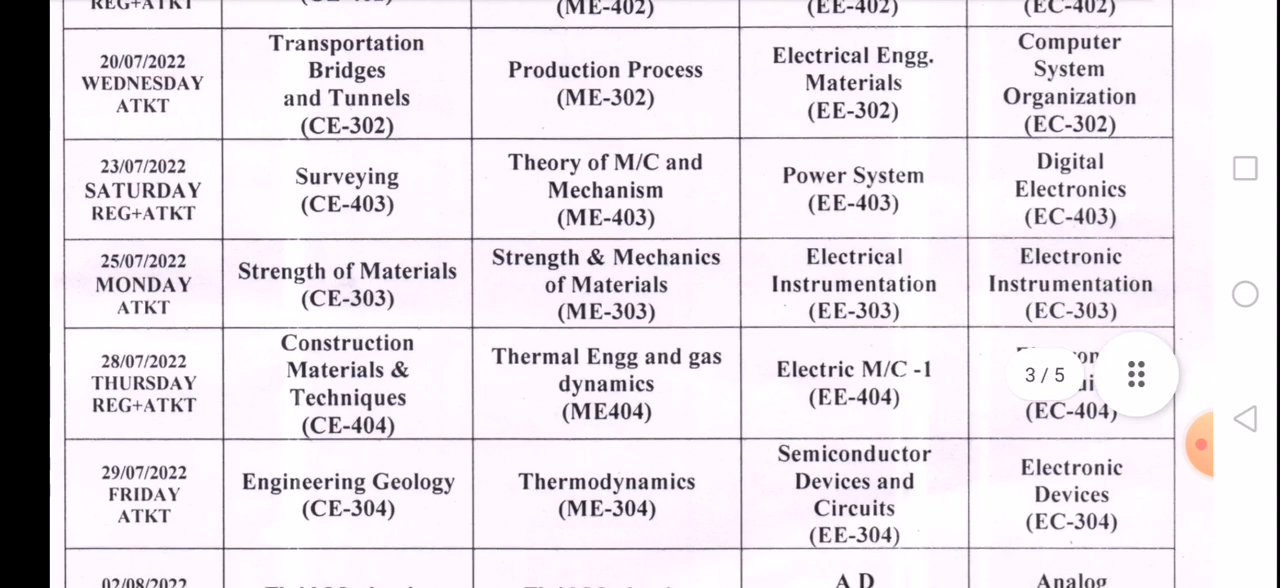 REG+ATKT
(ME-402)
(EE-402)
(EC-402)
20/07/2022
WEDNESDAY
ATKT
Transportation
Bridges
and Tunnels
(CE-302)
Production Process
(ME-302)
Electrical Engg.
Materials
(EE-302)
Computer
System
Organization
(EC-302)
23/07/2022
SATURDAY
REG+ATKT
Surveying
(CE-403)
Theory of M/C and
Mechanism
(ME-403)
Power System
(EE-403)
Digital
Electronics
(EC-403)
25/07/2022
MONDAY
ATKT
Strength of Materials
(CE-303)
Strength & Mechanics
of Materials
(ME-303)
Electrical
Instrumentation
(EE-303)
Electronic
Instrumentation
(EC-303)
28/07/2022
THURSDAY
REG+ATKT
Construction
Materials &
Techniques
(CE-404)
Thermal Engg and gas
dynamics
(ME404)
Electric M/C -1
(EE-404)
(EC-404)
3 / 5
29/07/2022
FRIDAY
ATKT
Engineering Geology
(CE-304)
Thermodynamics
(ME-304)
Semiconductor
Devices and
Circuits
(EE-304)
Electronic
Devices
(EC-304)
02/08/2022
A D
Analog